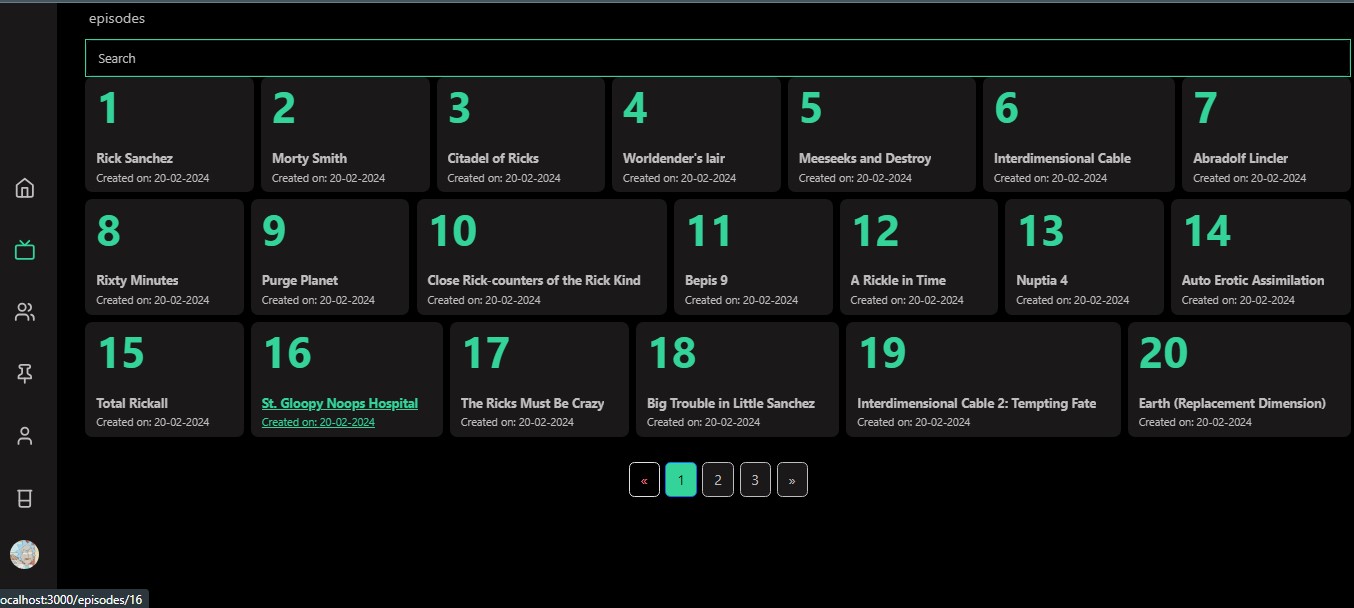 episodes
Search
1
Rick Sanchez
Created on: 20-02-2024
2
Morty Smith
Created on: 20-02-2024
3
Citadel of Ricks
Created on: 20-02-2024
4
Worldender's lair
Created on: 20-02-2024
5
Meeseeks and Destroy
Created on: 20-02-2024
6
Interdimensional Cable
Created on: 20-02-2024
7
Abradolf Lincler
Created on: 20-02-2024
8
Rixty Minutes
Created on: 20-02-2024
9
Purge Planet
Created on: 20-02-2024
10
Close Rick-counters of the Rick Kind
Created on: 20-02-2024
11
Bepis 9
Created on: 20-02-2024
12
A Rickle in Time
Created on: 20-02-2024
13
Nuptia 4
Created on: 20-02-2024
14
Auto Erotic Assimilation
Created on: 20-02-2024
15
Total Rickall
Created on: 20-02-2024
16
St. Gloopy Noops Hospital
Created on: 20-02-2024
17
The Ricks Must Be Crazy
Created on: 20-02-2024
18
Big Trouble in Little Sanchez
Created on: 20-02-2024
19
Interdimensional Cable 2: Tempting Fate
Created on: 20-02-2024
20
Earth (Replacement Dimension)
Created on: 20-02-2024
« 1 2 3 »
ocalhost:3000/episodes/16